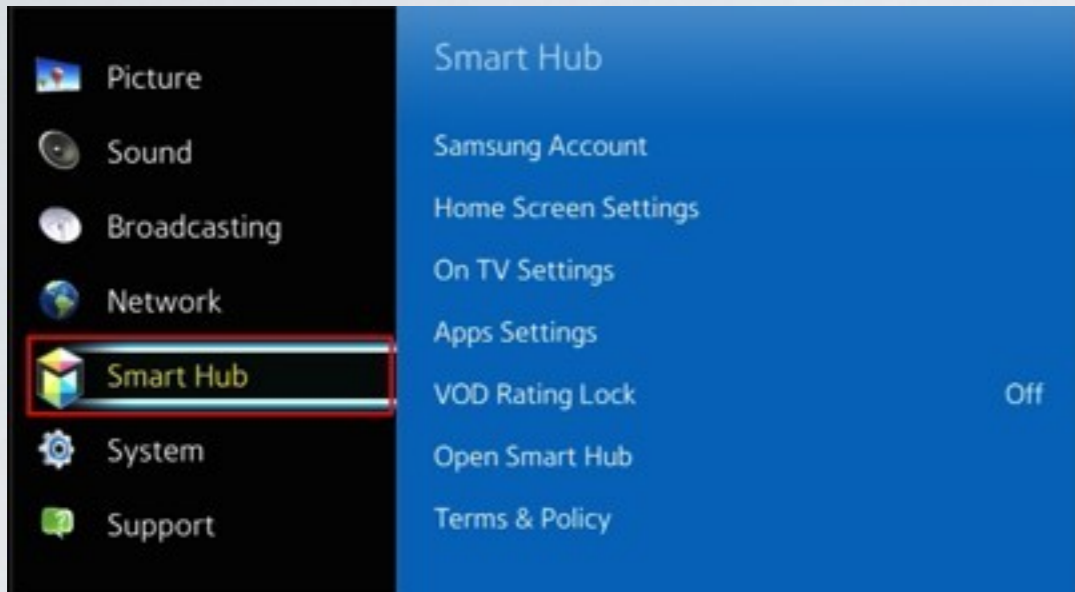 Picture
Sound
Broadcasting
Network
Smart Hub
System
Support
Smart Hub
Samsung Account
Home Screen Settings
On TV Settings
Apps Settings
VOD Rating Lock Off
Open Smart Hub
Terms & Policy